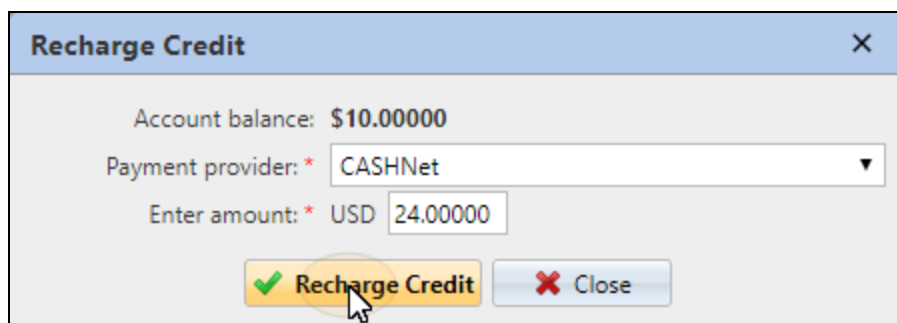 Recharge Credit
Account balance: $10.00000
Payment provider: * CASHNet
Enter amount: * USD 24.00000
Recharge Credit Close